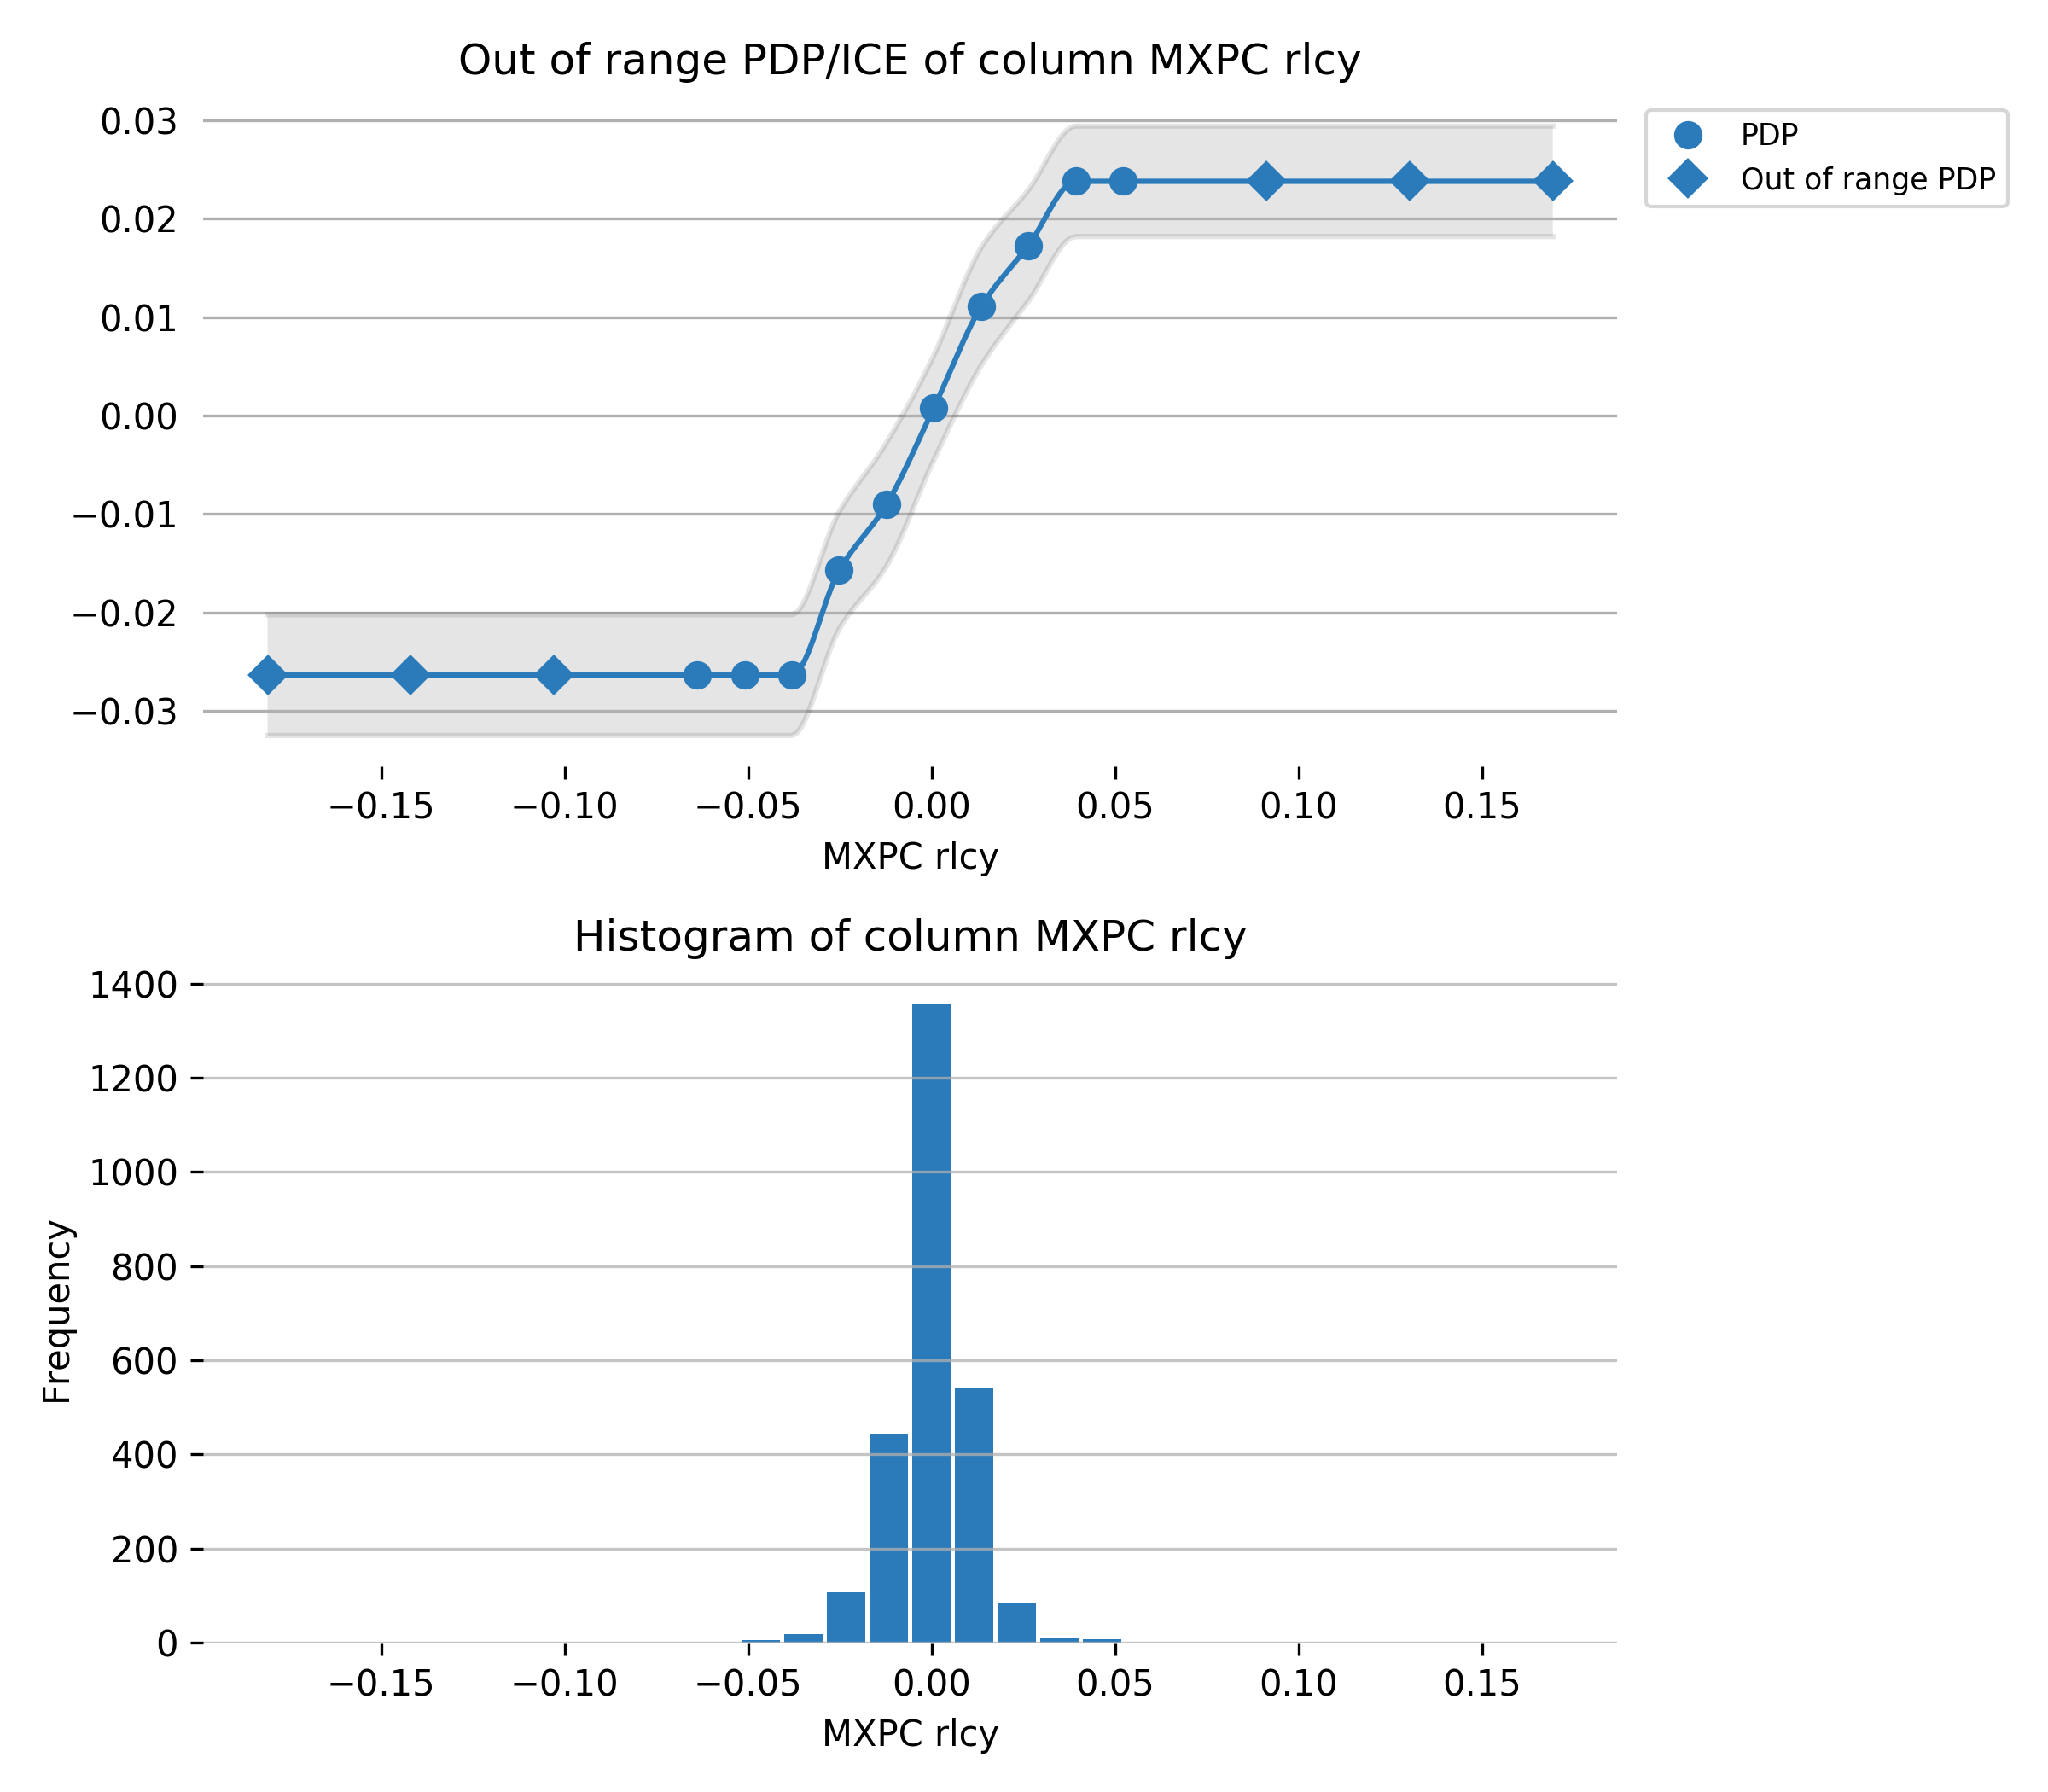 Out of range PDP/ICE of column MXPC rlcy
0.03
0.02
0.01
0.00
−0.01
−0.02
−0.03
PDP
Out of range PDP
−0.15 −0.10 −0.05 0.00 0.05 0.10 0.15
MXPC rlcy
Histogram of column MXPC rlcy
1400
1200
1000
800
600
400
200
0
Frequency
−0.15 −0.10 −0.05 0.00 0.05 0.10 0.15
MXPC rlcy